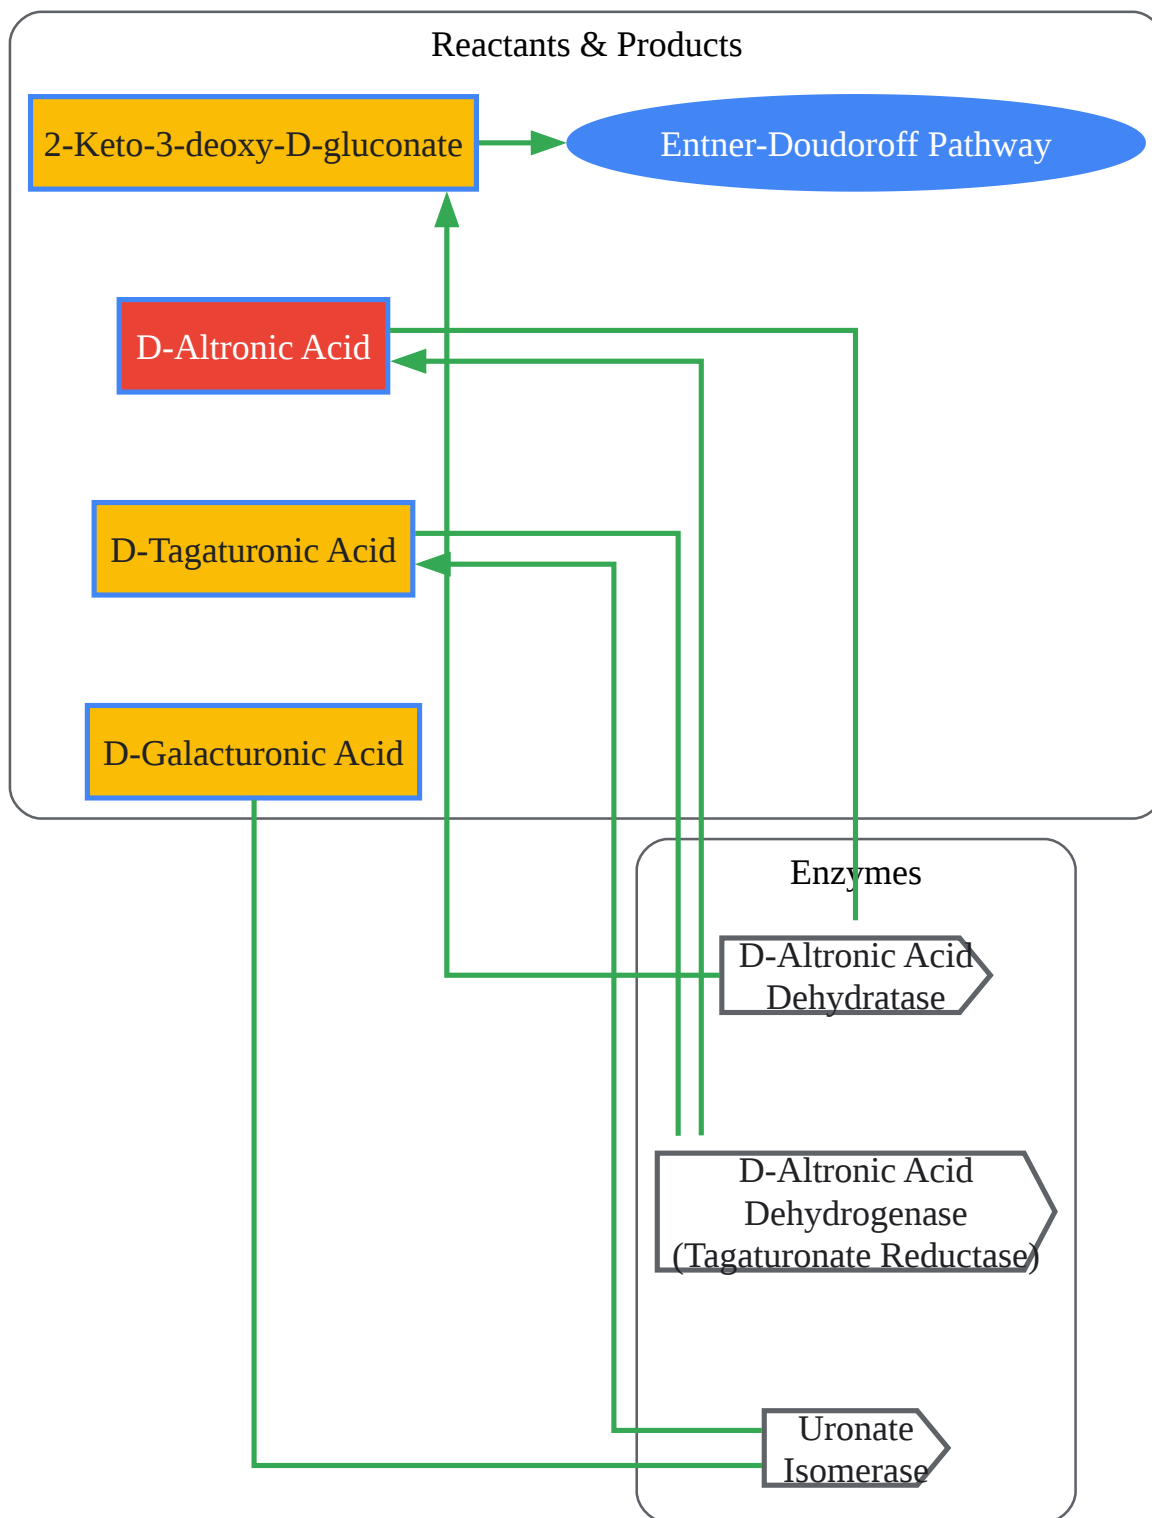 Reactants & Products
2-Keto-3-deoxy-D-gluconate
Entner-Doudoroff Pathway
D-Altronic Acid
D-Tagaturonic Acid
D-Galacturonic Acid
Enzymes
D-Altronic Acid
Dehydratase
D-Altronic Acid
Dehydrogenase
(Tagaturonate Reductase)
Uronate
Isomerase